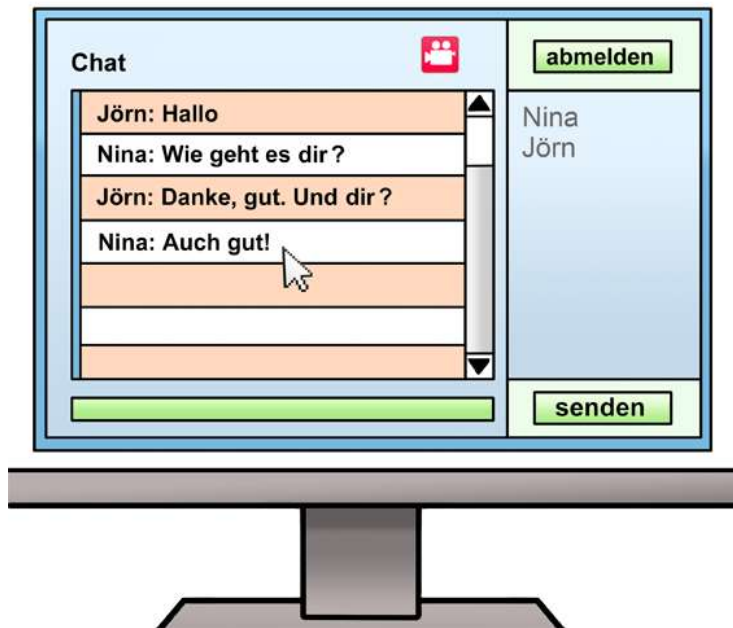 Chat
abmelden
Jörn: Hallo
Nina: Wie geht es dir?
Jörn: Danke, gut. Und dir?
Nina: Auch gut!
Nina
Jörn
senden